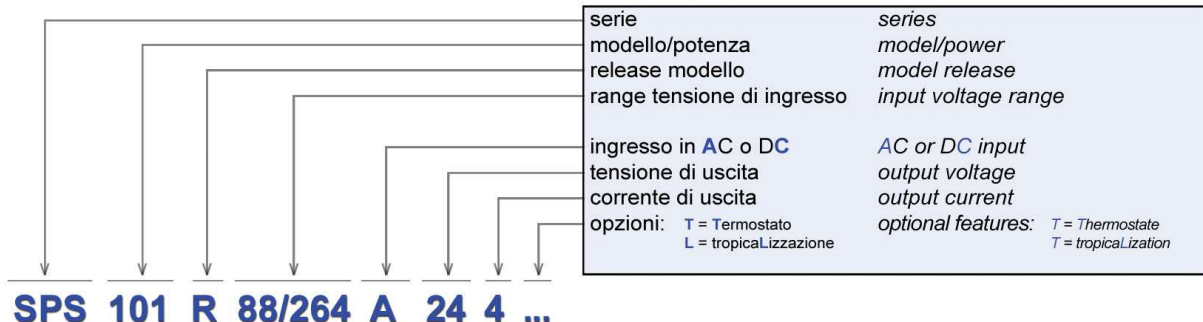 serie series
modello/potenza model/power
release modello model release
range tensione di ingresso input voltage range
ingresso in AC o DC AC or DC input
tensione di uscita output voltage
corrente di uscita output current
opzioni: T = Termostato optional features: T = Thermostate
L = tropicaLizzazione T = tropicaLization
SPS 101 R 88/264 A 24 4 ...